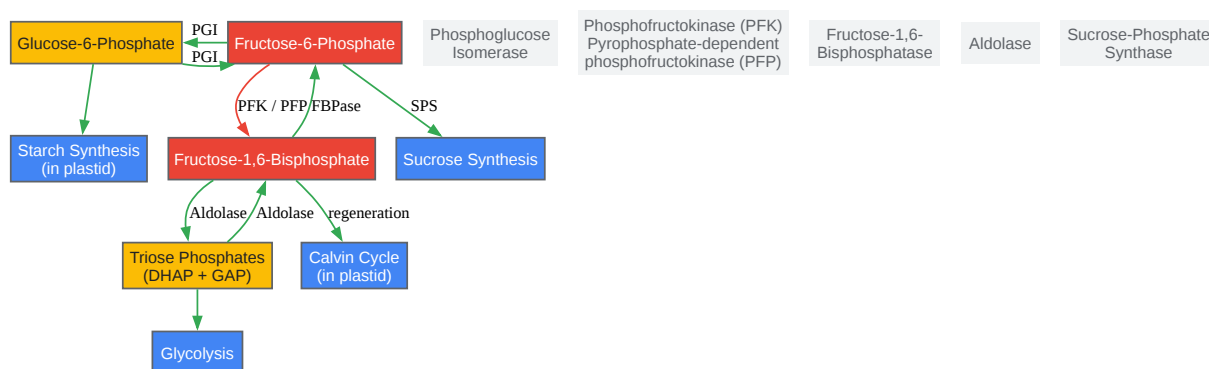 PGI
Glucose-6-Phosphate
Fructose-6-Phosphate
PGI
Phosphoglucose
Isomerase
Phosphofructokinase (PFK)
Pyrophosphate-dependent
phosphofructokinase (PFP)
Fructose-1,6-
Bisphosphatase
Aldolase
Sucrose-Phosphate
Synthase
PFK / PFP
FBPase
SPS
Starch Synthesis
(in plastid)
Fructose-1,6-Bisphosphate
Sucrose Synthesis
Aldolase
Aldolase
regeneration
Triose Phosphates
(DHAP + GAP)
Calvin Cycle
(in plastid)
Glycolysis